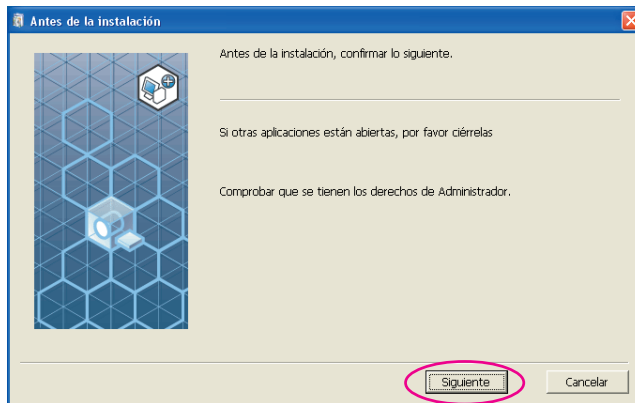 Antes de la instalación
Antes de la instalación, confirmar lo siguiente.
Si otras aplicaciones están abiertas, por favor ciérrelas
Comprobar que se tienen los derechos de Administrador.
Siguiente
Cancelar